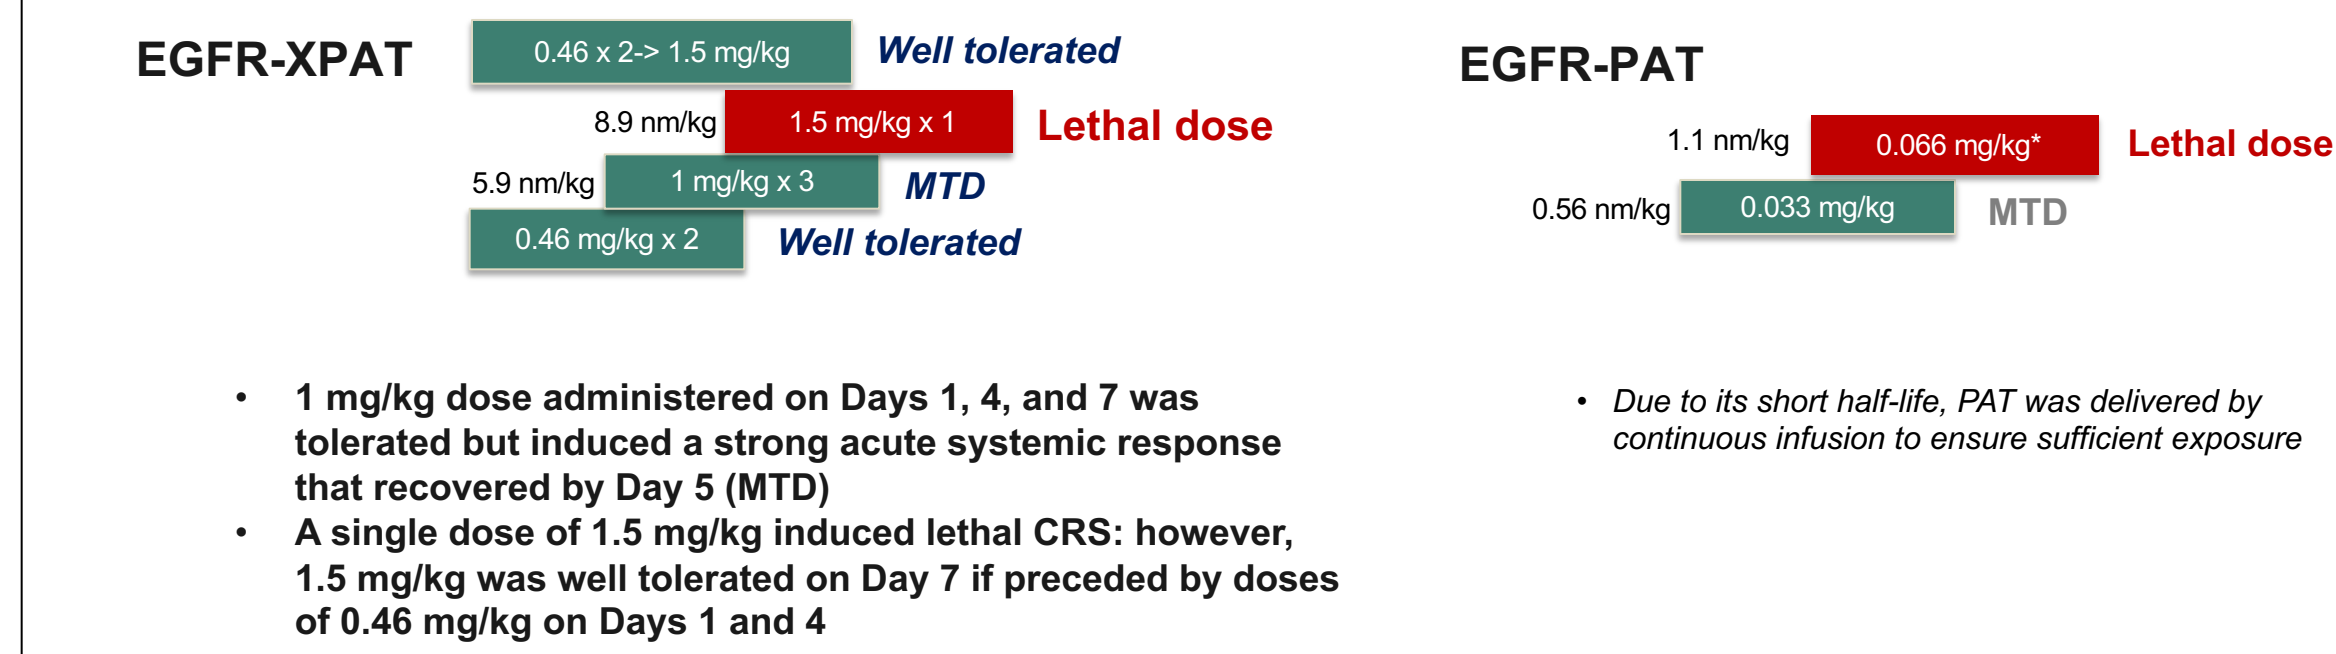 EGFR-XPAT
0.46 x 2-> 1.5 mg/kg
Well tolerated
8.9 nm/kg
1.5 mg/kg x 1
Lethal dose
5.9 nm/kg
1 mg/kg x 3
MTD
0.46 mg/kg x 2
Well tolerated
• 1 mg/kg dose administered on Days 1, 4, and 7 was
tolerated but induced a strong acute systemic response
that recovered by Day 5 (MTD)
• A single dose of 1.5 mg/kg induced lethal CRS: however,
1.5 mg/kg was well tolerated on Day 7 if preceded by doses
of 0.46 mg/kg on Days 1 and 4
EGFR-PAT
1.1 nm/kg
0.066 mg/kg*
Lethal dose
0.56 nm/kg
0.033 mg/kg
MTD
• Due to its short half-life, PAT was delivered by
continuous infusion to ensure sufficient exposure